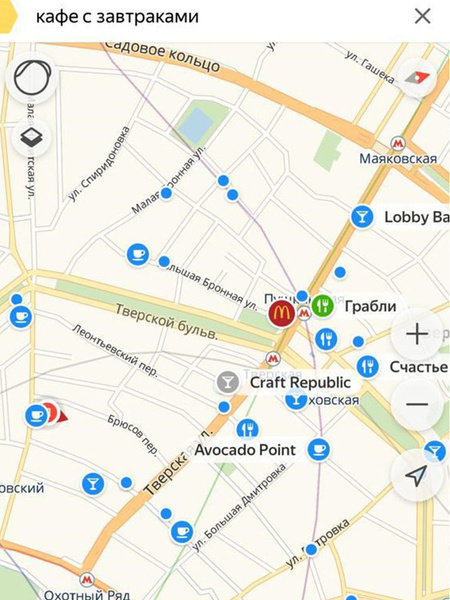 кафе с завтраками
Садовое кольцо
ул. Гашека
Маяковская
ул. Спиридоновка
Малая Бронная ул.
Lobby Ba
Большая Бронная ул.
Грабли
Тверской бульв.
Леонтьевский пер.
Счастье
Тверская
Craft Republic
ховская
Брюсов пер.
Тверская ул.
Avocado Point
овский
ул. Большая Дмитровка
ул. Петровка
Охотный Ряд